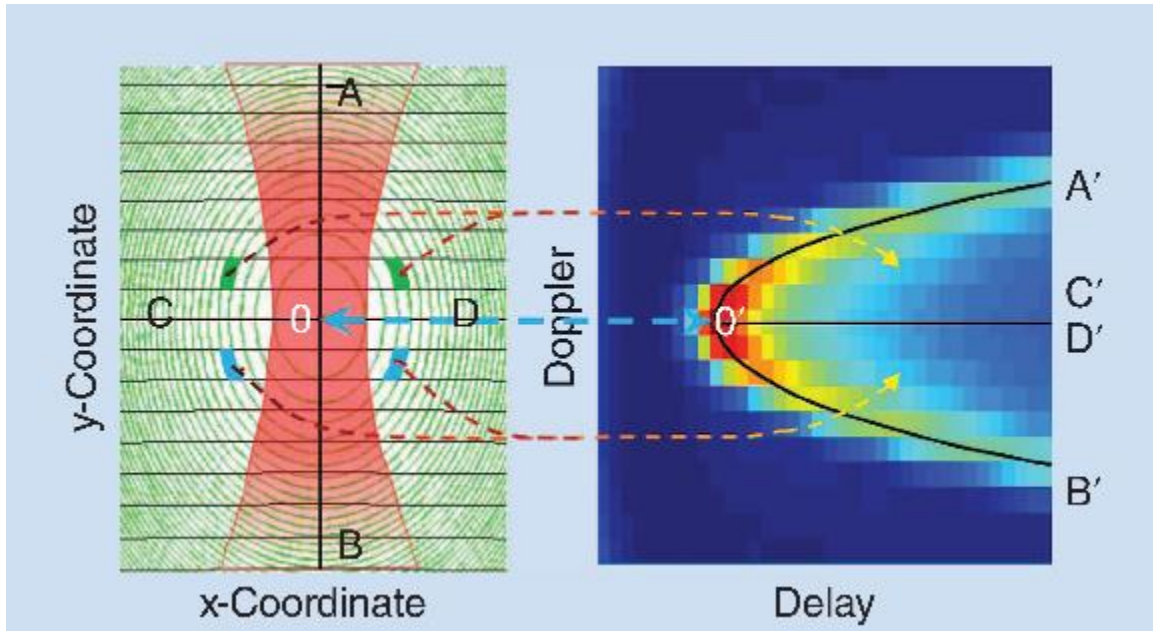 A
y-Coordinate
C
0
D
B
x-Coordinate
Doppler
0′
A′
C′
D′
B′
Delay